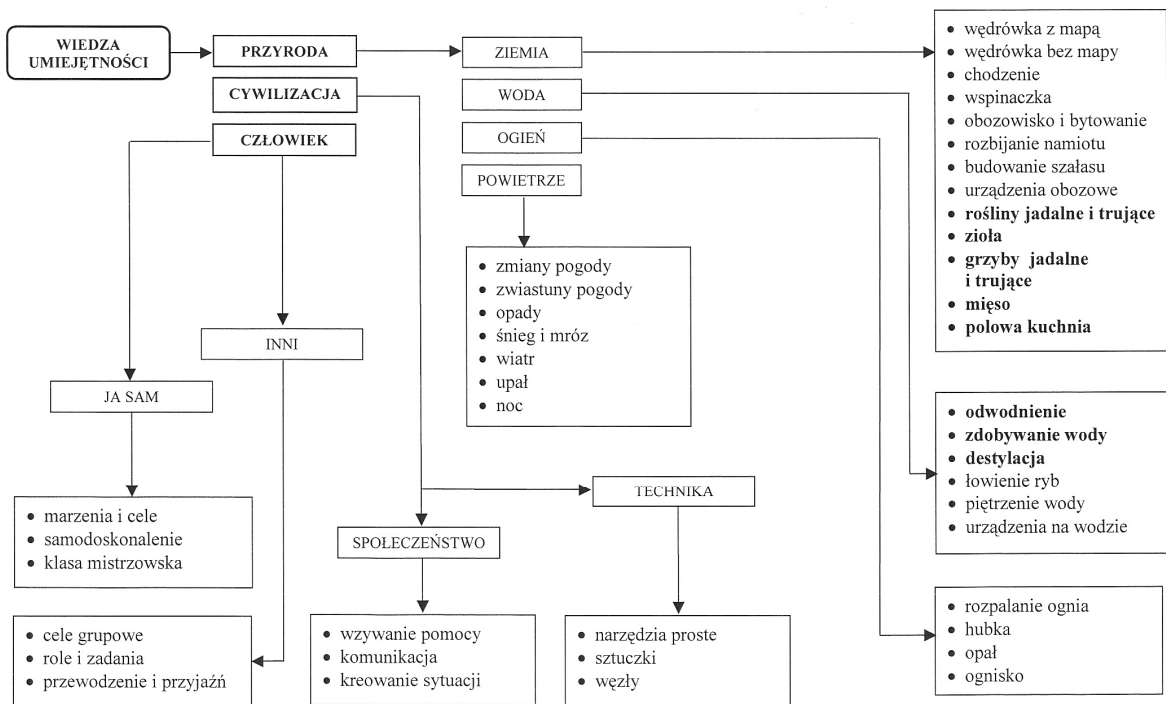 WIEDZA
UMIEJĘTNOŚCI
PRZYRODA
CYWILIZACJA
CZŁOWIEK
ZIEMIA
WODA
OGIEŃ
POWIETRZE
• wędrówka z mapą
• wędrówka bez mapy
• chodzenie
• wspinaczka
• obozowisko i bytowanie
• rozbijanie namiotu
• budowanie szałasu
• urządzenia obozowe
• rośliny jadalne i trujące
• zioła
• grzyby jadalne
i trujące
• mięso
• polowa kuchnia
• zmiany pogody
• zwiastuny pogody
• opady
• śnieg i mróz
• wiatr
• upał
• noc
INNI
JA SAM
• odwodnienie
• zdobywanie wody
• destylacja
• łowienie ryb
• piętrzenie wody
• urządzenia na wodzie
TECHNIKA
SPOŁECZEŃSTWO
• marzenia i cele
• samodoskonalenie
• klasa mistrzowska
• cele grupowe
• role i zadania
• przewodzenie i przyjaźń
• wzywanie pomocy
• komunikacja
• kreowanie sytuacji
• narzędzia proste
• sztuczki
• węzły
• rozpalanie ognia
• hubka
• opał
• ognisko